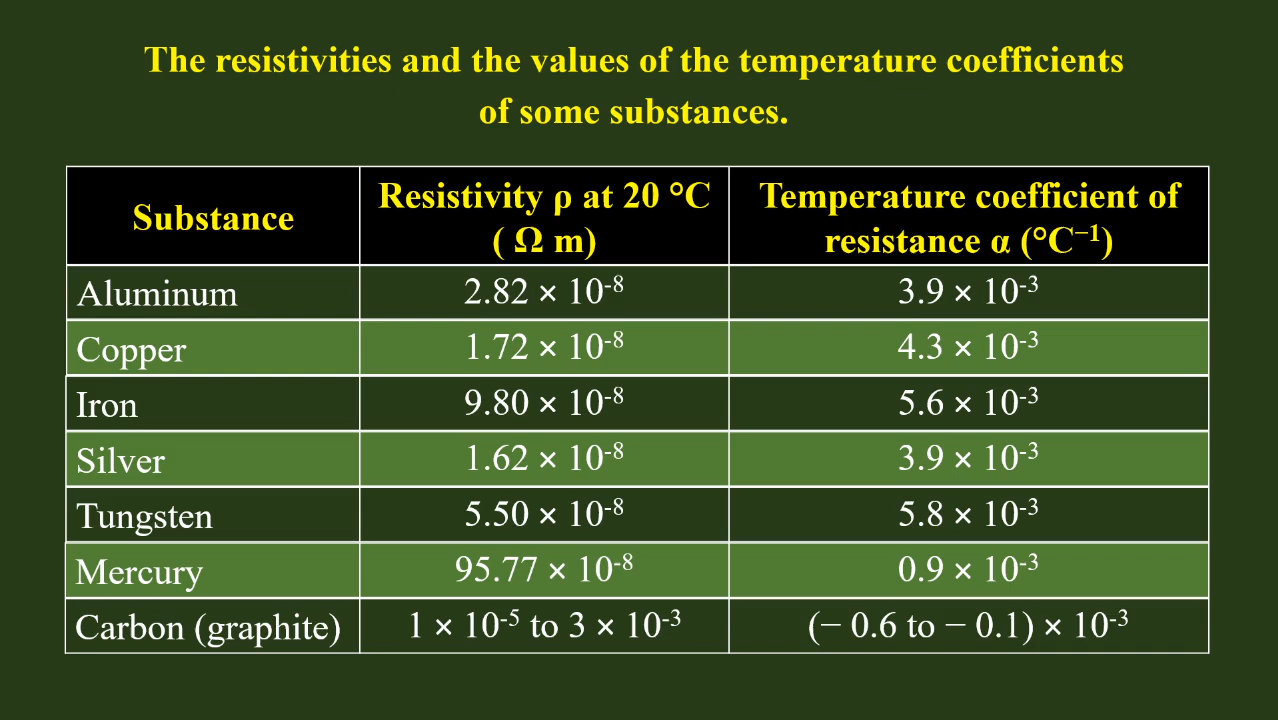 The resistivities and the values of the temperature coefficients
of some substances.
Substance
Resistivity ρ at 20 °C
( Ω m)
Temperature coefficient of
resistance α (°C⁻¹)
Aluminum 2.82 × 10⁻⁸ 3.9 × 10⁻³
Copper 1.72 × 10⁻⁸ 4.3 × 10⁻³
Iron 9.80 × 10⁻⁸ 5.6 × 10⁻³
Silver 1.62 × 10⁻⁸ 3.9 × 10⁻³
Tungsten 5.50 × 10⁻⁸ 5.8 × 10⁻³
Mercury 95.77 × 10⁻⁸ 0.9 × 10⁻³
Carbon (graphite) 1 × 10⁻⁵ to 3 × 10⁻³ (− 0.6 to − 0.1) × 10⁻³